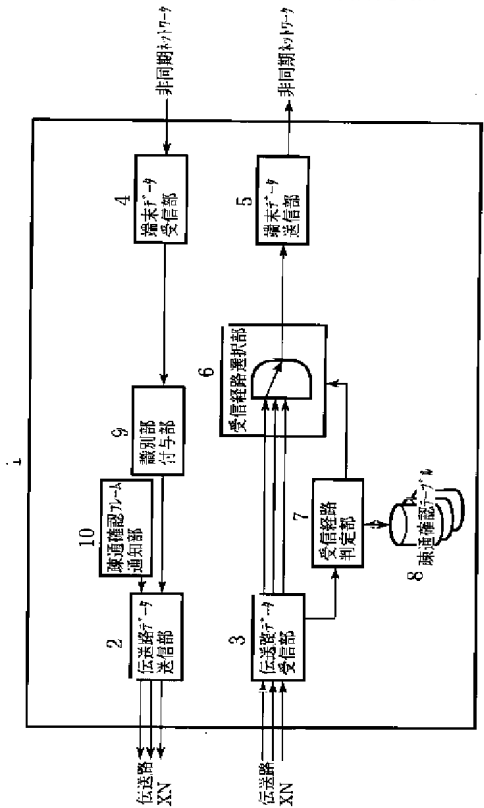 1
非同期ネットワーク
4
端末データ
受信部
9
識別部
付与部
10
疎通確認フレーム
通知部
2
伝送路データ
送信部
伝送路
XN
非同期ネットワーク
5
端末データ
送信部
6
受信経路選択部
7
受信経路
判定部
8
疎通確認テーブル
3
伝送路データ
受信部
伝送路
XN